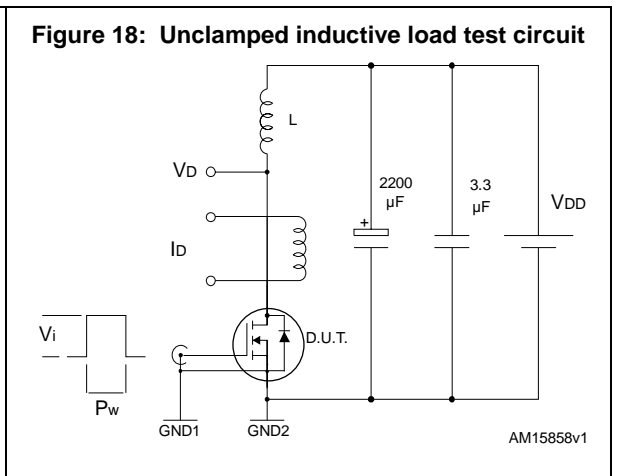 Figure 18: Unclamped inductive load test circuit
L
VD
2200
µF
3.3
µF
VDD
+
ID
Vi
D.U.T.
Pw
GND1
GND2
AM15858v1